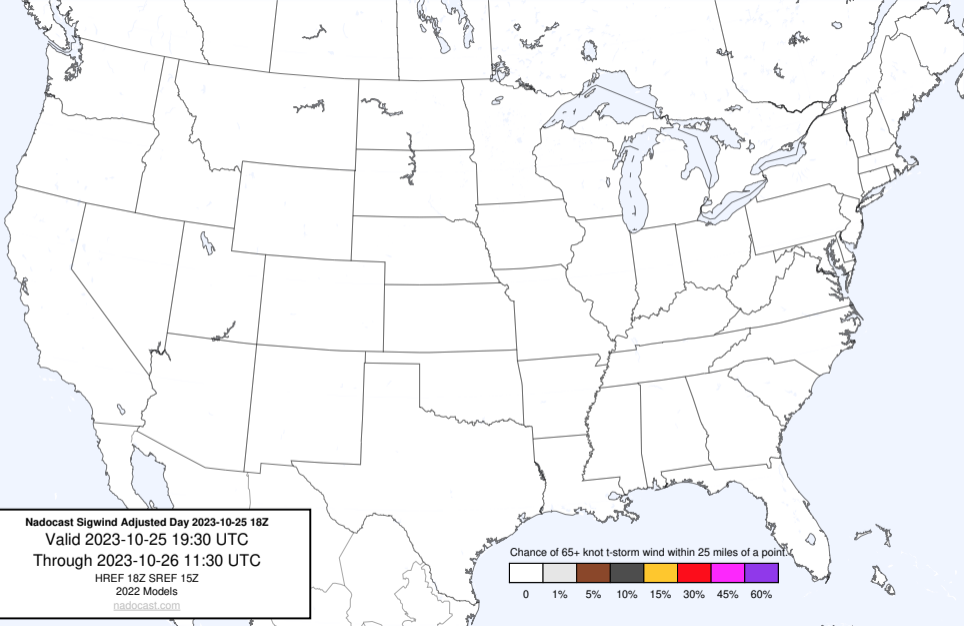 Nadocast Sigwind Adjusted Day 2023-10-25 18Z
Valid 2023-10-25 19:30 UTC
Through 2023-10-26 11:30 UTC
HREF 18Z SREF 15Z
2022 Models
nadocast.com
Chance of 65+ knot t-storm wind within 25 miles of a point.
0 1% 5% 10% 15% 30% 45% 60%